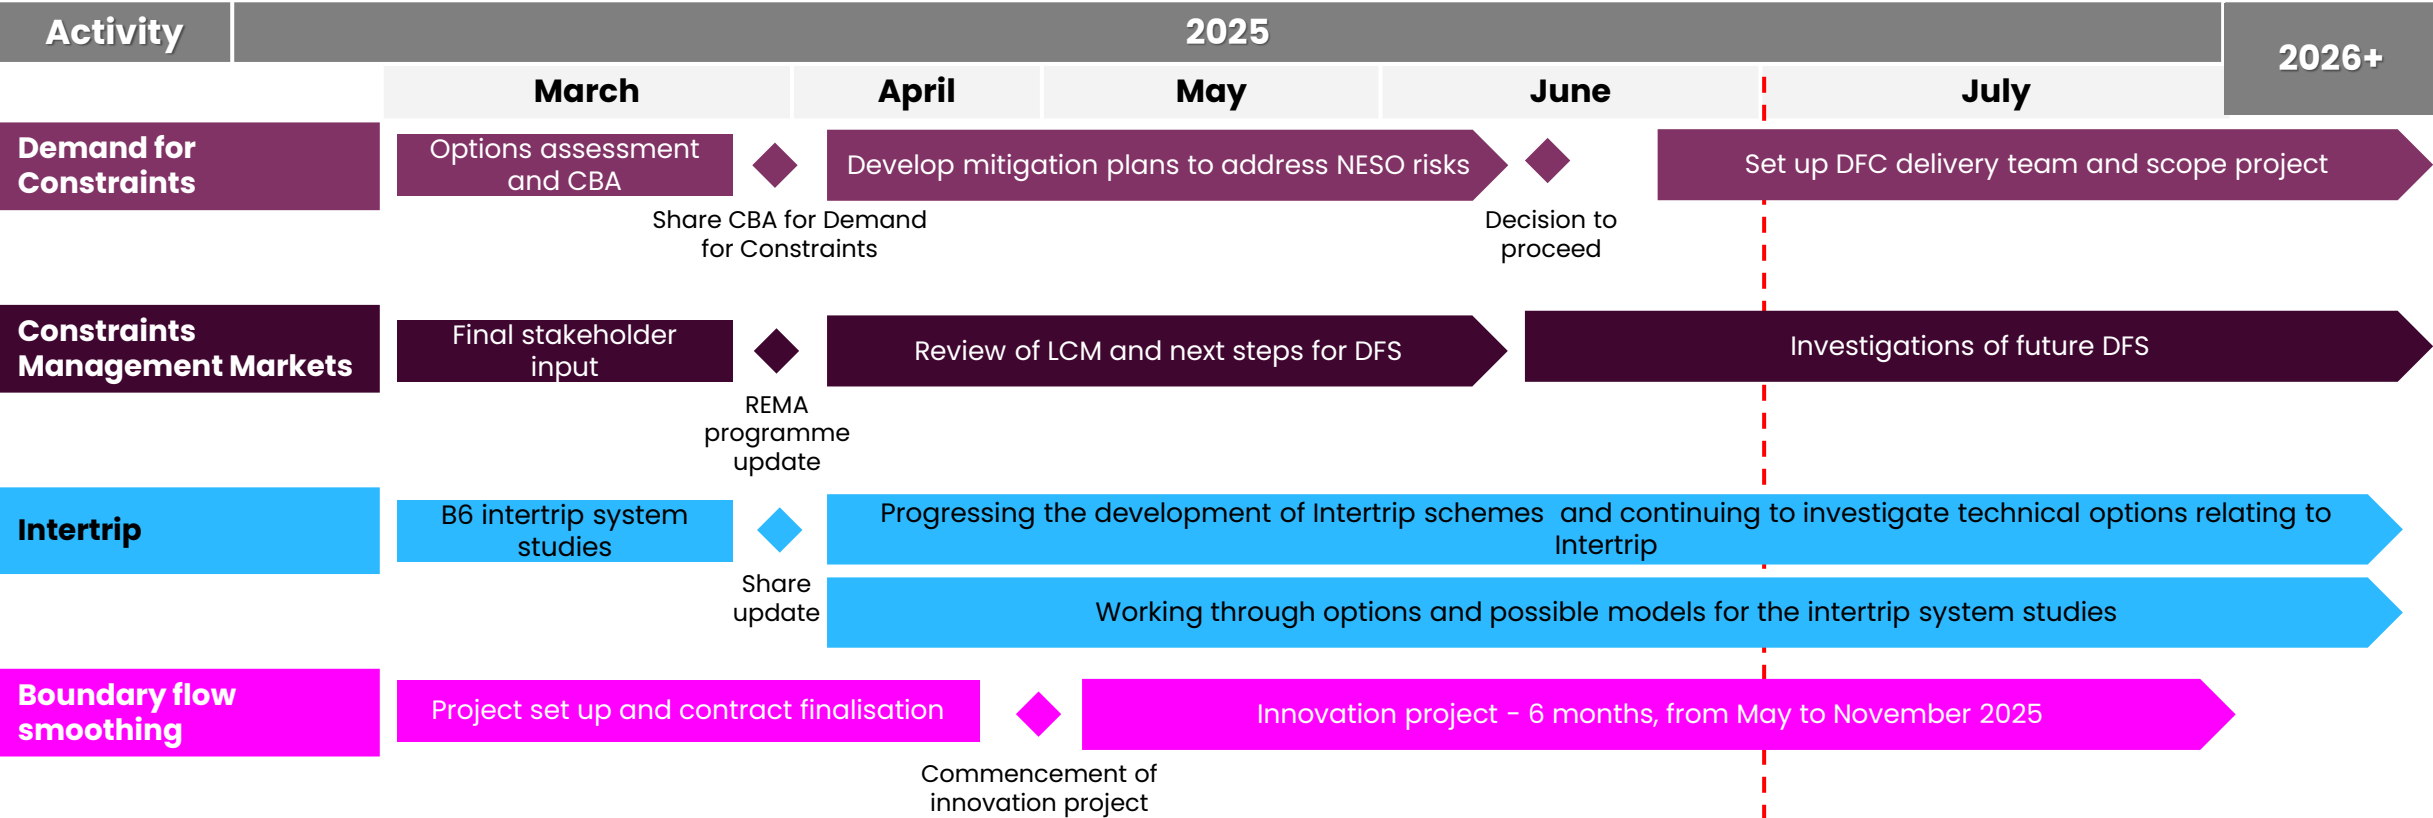 Activity
2025
2026+
March
April
May
June
July
Demand for
Constraints
Options assessment
and CBA
Share CBA for Demand
for Constraints
Develop mitigation plans to address NESO risks
Decision to
proceed
Set up DFC delivery team and scope project
Constraints
Management Markets
Final stakeholder
input
REMA
programme
update
Review of LCM and next steps for DFS
Investigations of future DFS
Intertrip
B6 intertrip system
studies
Share
update
Progressing the development of Intertrip schemes  and continuing to investigate technical options relating to
Intertrip
Working through options and possible models for the intertrip system studies
Boundary flow
smoothing
Project set up and contract finalisation
Commencement of
innovation project
Innovation project - 6 months, from May to November 2025